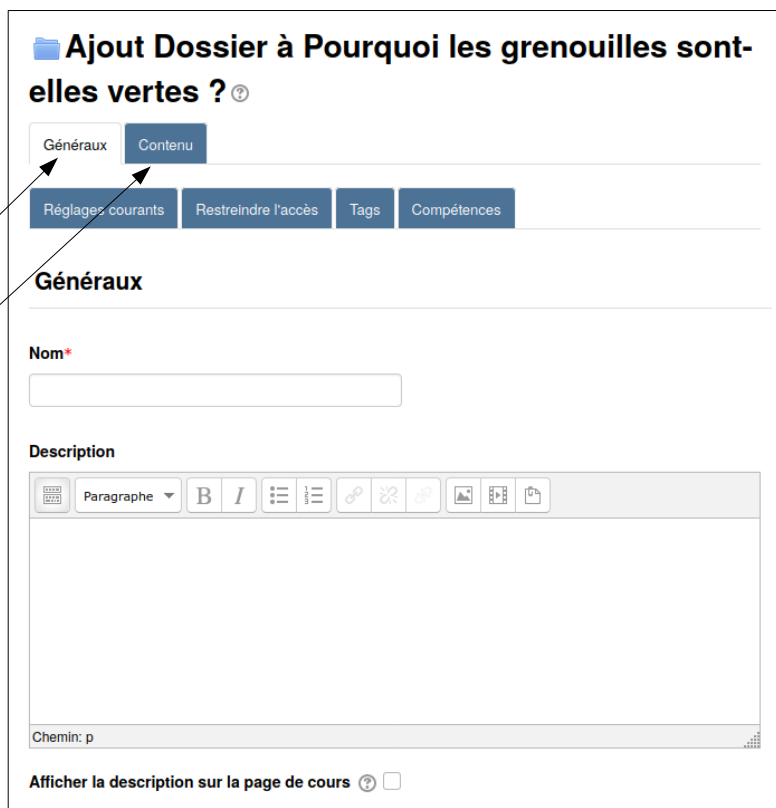 Ajout Dossier à Pourquoi les grenouilles sont-
elles vertes ? ?
Généraux Contenu
Réglages courants Restreindre l'accès Tags Compétences
Généraux
Nom*
Description
Paragraphe B I
Chemin: p
Afficher la description sur la page de cours ?